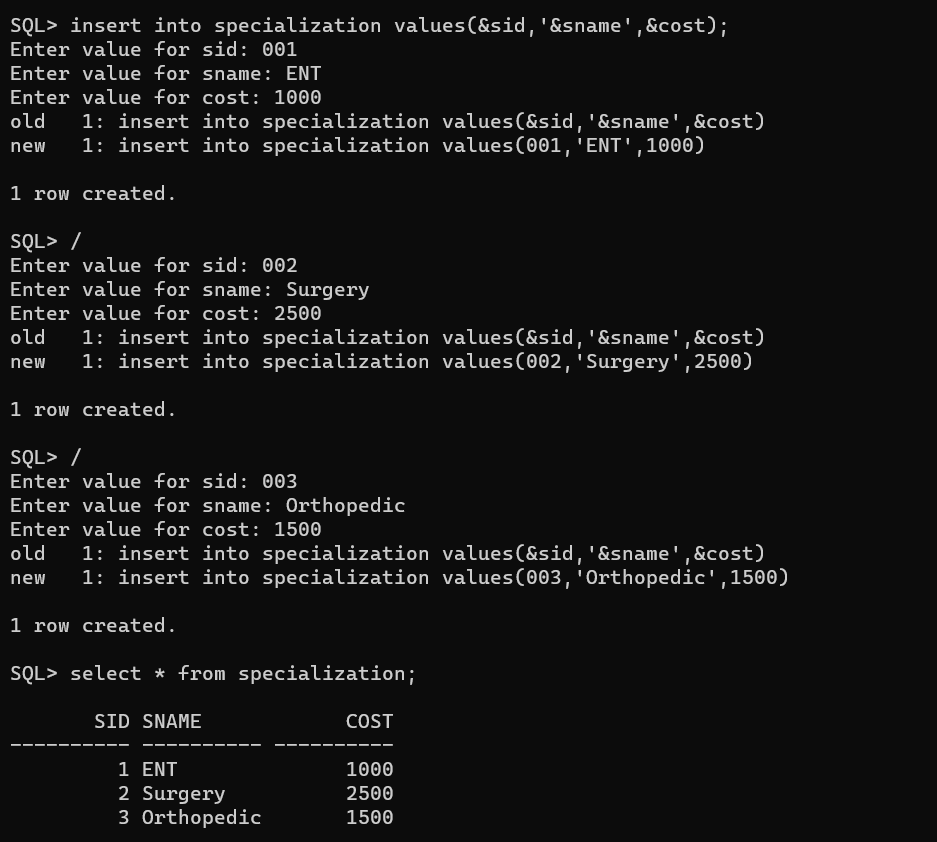 SQL> insert into specialization values(&sid,'&sname',&cost);
Enter value for sid: 001
Enter value for sname: ENT
Enter value for cost: 1000
old   1: insert into specialization values(&sid,'&sname',&cost)
new   1: insert into specialization values(001,'ENT',1000)

1 row created.

SQL> /
Enter value for sid: 002
Enter value for sname: Surgery
Enter value for cost: 2500
old   1: insert into specialization values(&sid,'&sname',&cost)
new   1: insert into specialization values(002,'Surgery',2500)

1 row created.

SQL> /
Enter value for sid: 003
Enter value for sname: Orthopedic
Enter value for cost: 1500
old   1: insert into specialization values(&sid,'&sname',&cost)
new   1: insert into specialization values(003,'Orthopedic',1500)

1 row created.

SQL> select * from specialization;

       SID SNAME            COST
---------- ---------- ----------
         1 ENT              1000
         2 Surgery          2500
         3 Orthopedic       1500